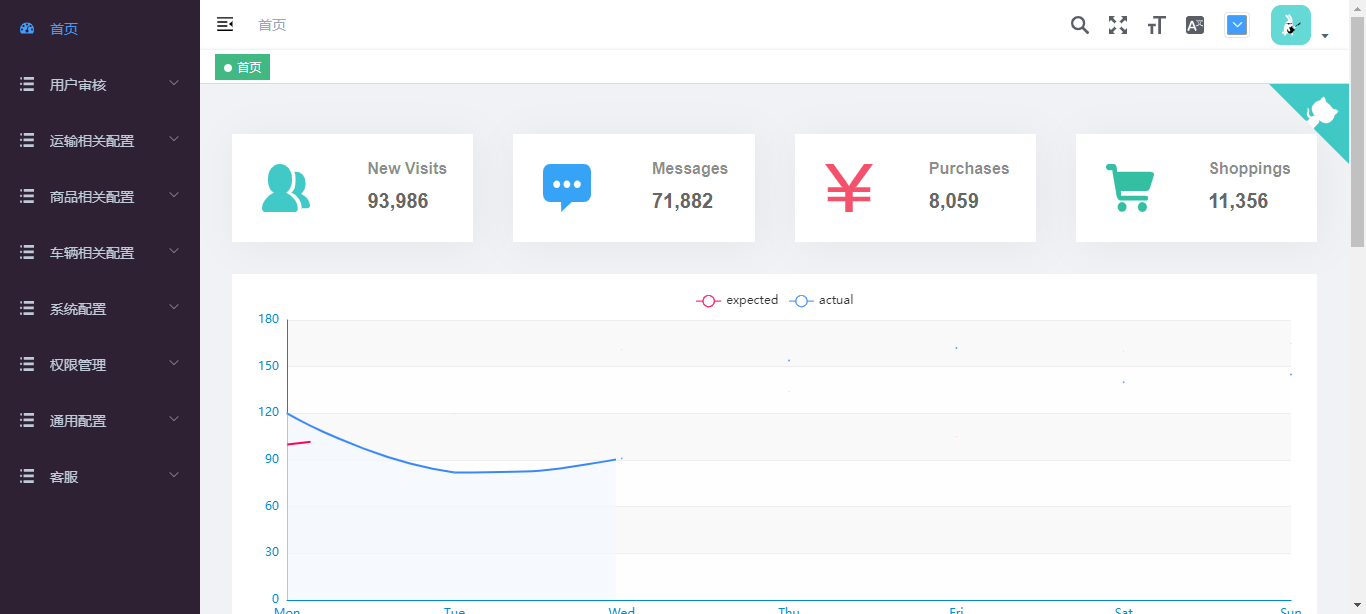 首页
用户审核
运输相关配置
商品相关配置
车辆相关配置
系统配置
权限管理
通用配置
客服
首页
首页
New Visits
93,986
Messages
71,882
Purchases
8,059
Shoppings
11,356
expected actual
180
150
120
90
60
30
0
Mon Tue Wed Thu Fri Sat Sun